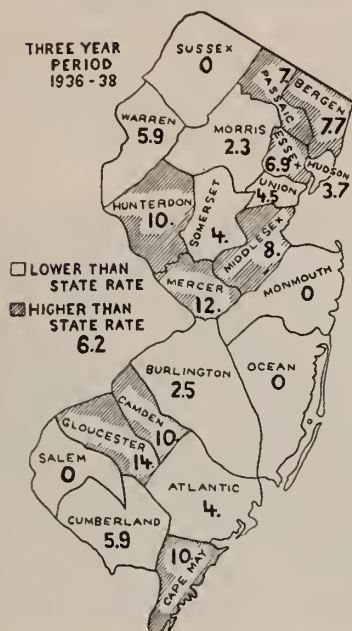 THREE YEAR
PERIOD
1936-38
SUSSEX
0
PASSAIC
7.
BERGEN
7.7
WARREN
5.9
MORRIS
2.3
ESSEX
6.9
HUDSON
3.7
UNION
4.5
HUNTERDON
10.
SOMERSET
4.
MIDDLESEX
8.
MERCER
12.
MONMOUTH
0
LOWER THAN
STATE RATE
HIGHER THAN
STATE RATE
6.2
BURLINGTON
2.5
OCEAN
0
CAMDEN
10.
GLOUCESTER
14.
SALEM
0
ATLANTIC
4.
CUMBERLAND
5.9
10.
CAPE MAY